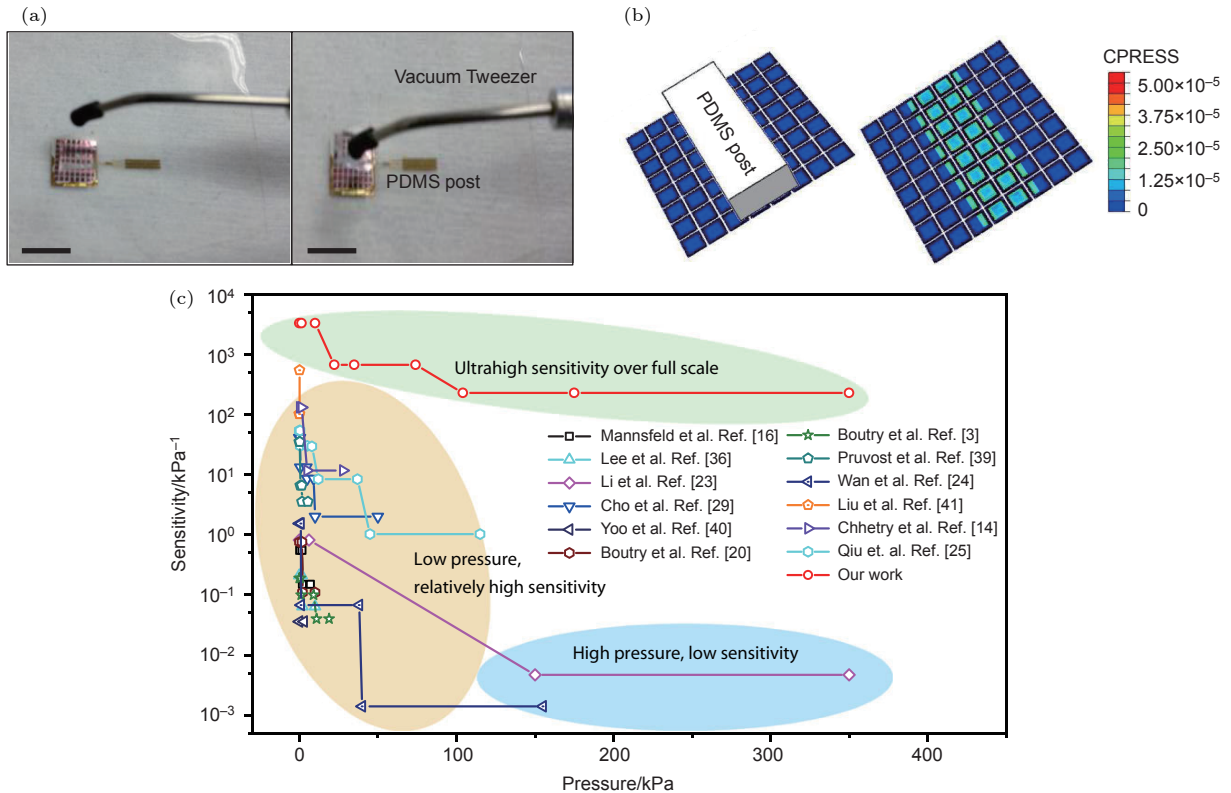 (a)
Vacuum Tweezer
PDMS post
(b)
PDMS post
CPRESS
5.00×10⁻⁵
3.75×10⁻⁵
2.50×10⁻⁵
1.25×10⁻⁵
0
(c)
Sensitivity/kPa⁻¹
10⁴
10³
10²
10¹
10⁰
10⁻¹
10⁻²
10⁻³
Ultrahigh sensitivity over full scale
Mannsfeld et al. Ref. [16]
Lee et al. Ref. [36]
Li et al. Ref. [23]
Cho et al. Ref. [29]
Yoo et al. Ref. [40]
Boutry et al. Ref. [20]
Boutry et al. Ref. [3]
Pruvost et al. Ref. [39]
Wan et al. Ref. [24]
Liu et al. Ref. [41]
Chhetry et al. Ref. [14]
Qiu et. al. Ref. [25]
Our work
Low pressure,
relatively high sensitivity
High pressure, low sensitivity
0
100
200
300
400
Pressure/kPa